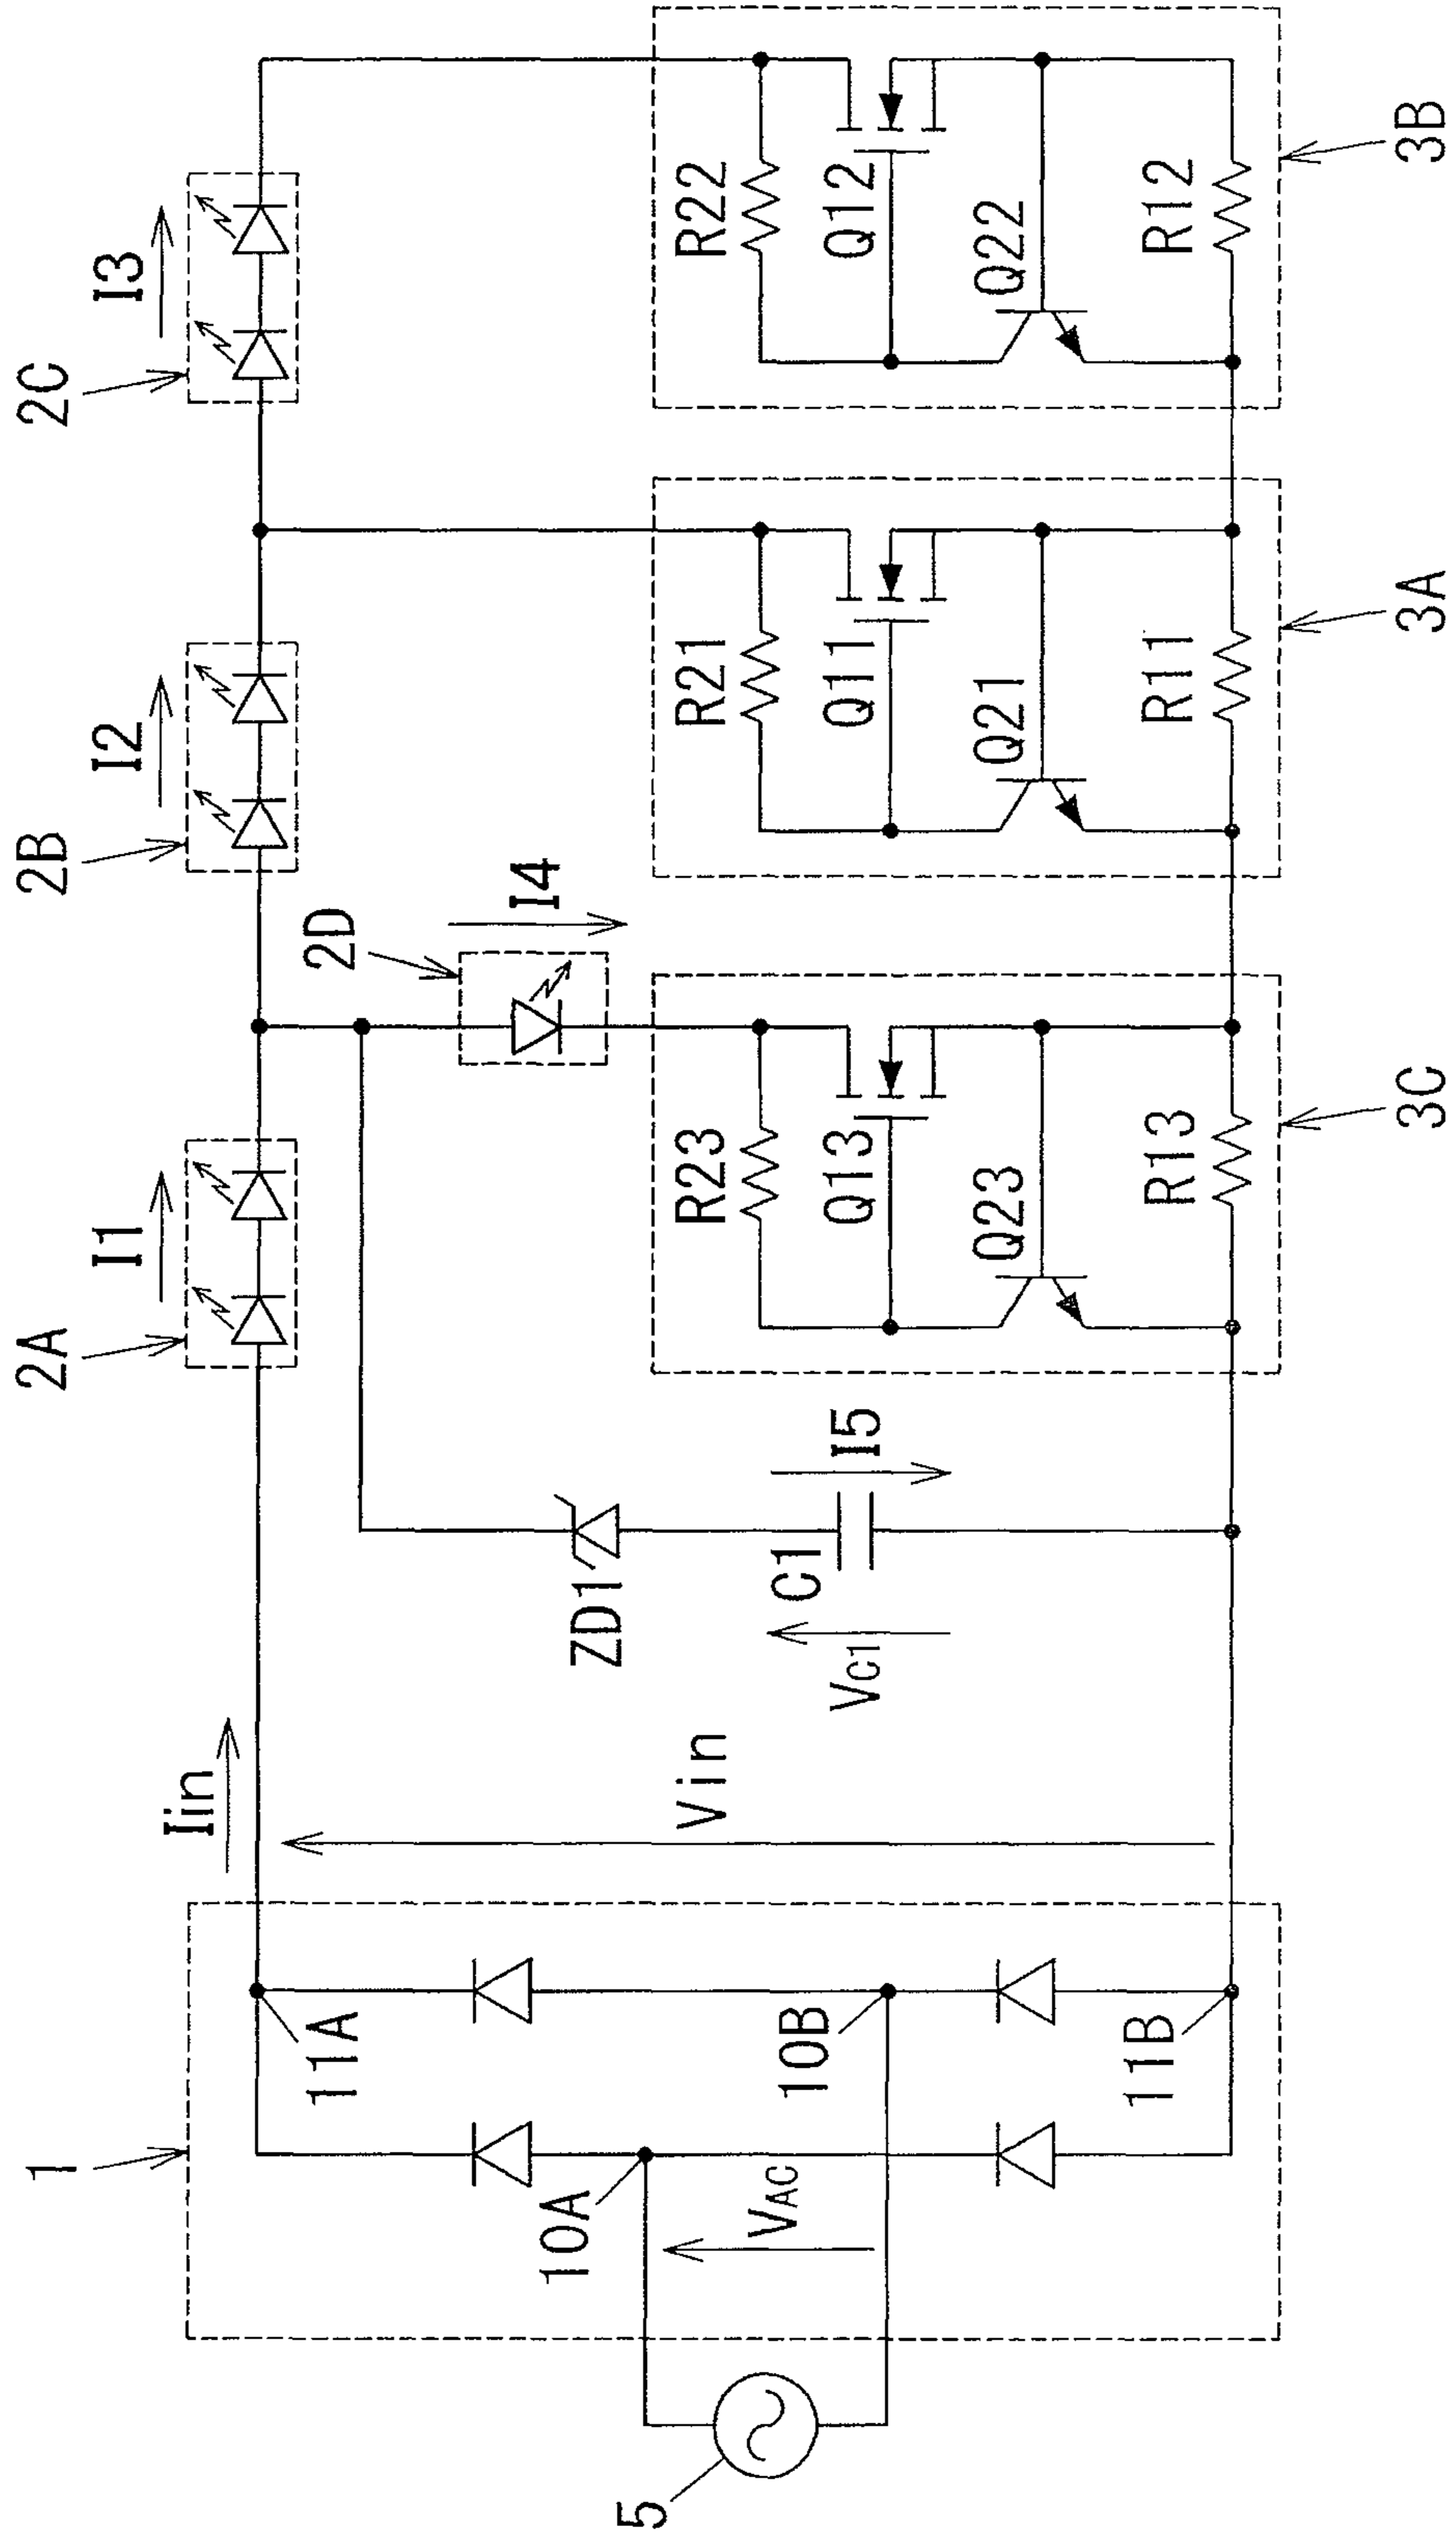 2A
2B
2C
I1
I2
I3
Iin
1
11A
2D
I4
10A
ZD1
R23
R21
R22
5
VAC
10B
Vin
VC1
C1
I5
Q13
Q11
Q12
Q23
Q21
Q22
11B
R13
R11
R12
3C
3A
3B